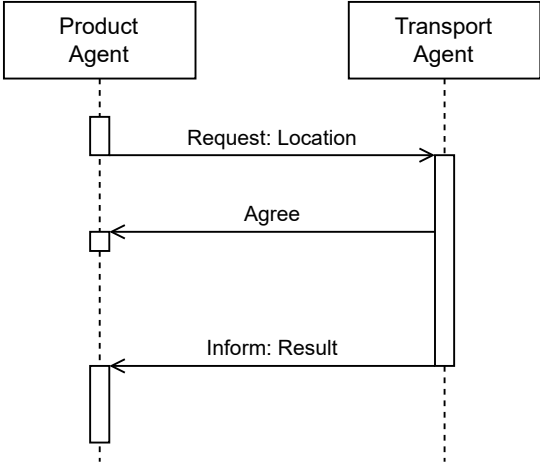 Product
Agent
Transport
Agent
Request: Location
Agree
Inform: Result